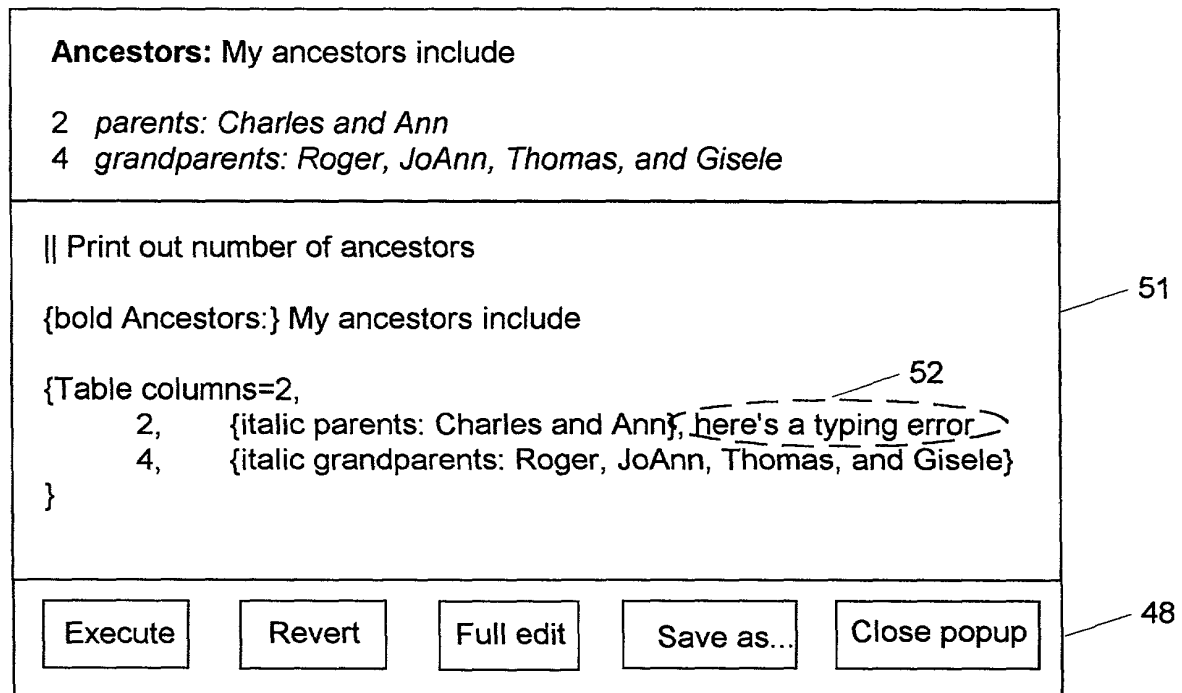 Ancestors: My ancestors include
2 parents: Charles and Ann
4 grandparents: Roger, JoAnn, Thomas, and Gisele
|| Print out number of ancestors
51
{bold Ancestors:} My ancestors include
52
{Table columns=2,
2, {italic parents: Charles and Ann}, here's a typing error
4, {italic grandparents: Roger, JoAnn, Thomas, and Gisele}
}
Execute Revert Full edit Save as... Close popup 48